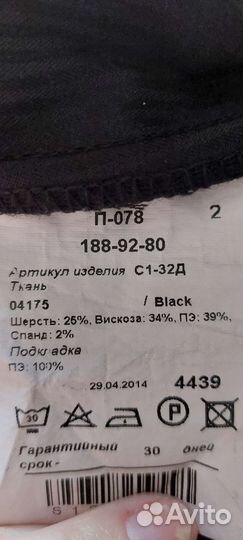 П-078 2
188-92-80
Артикул изделия С1-32Д
Ткань
04175 / Black
Шерсть: 25%, Вискоза: 34%, ПЭ: 39%,
Спанд: 2%
Подкладка
ПЭ: 100%
29.04.2014 4439
30 P
Гарантийный 30 дней
срок-
Avito